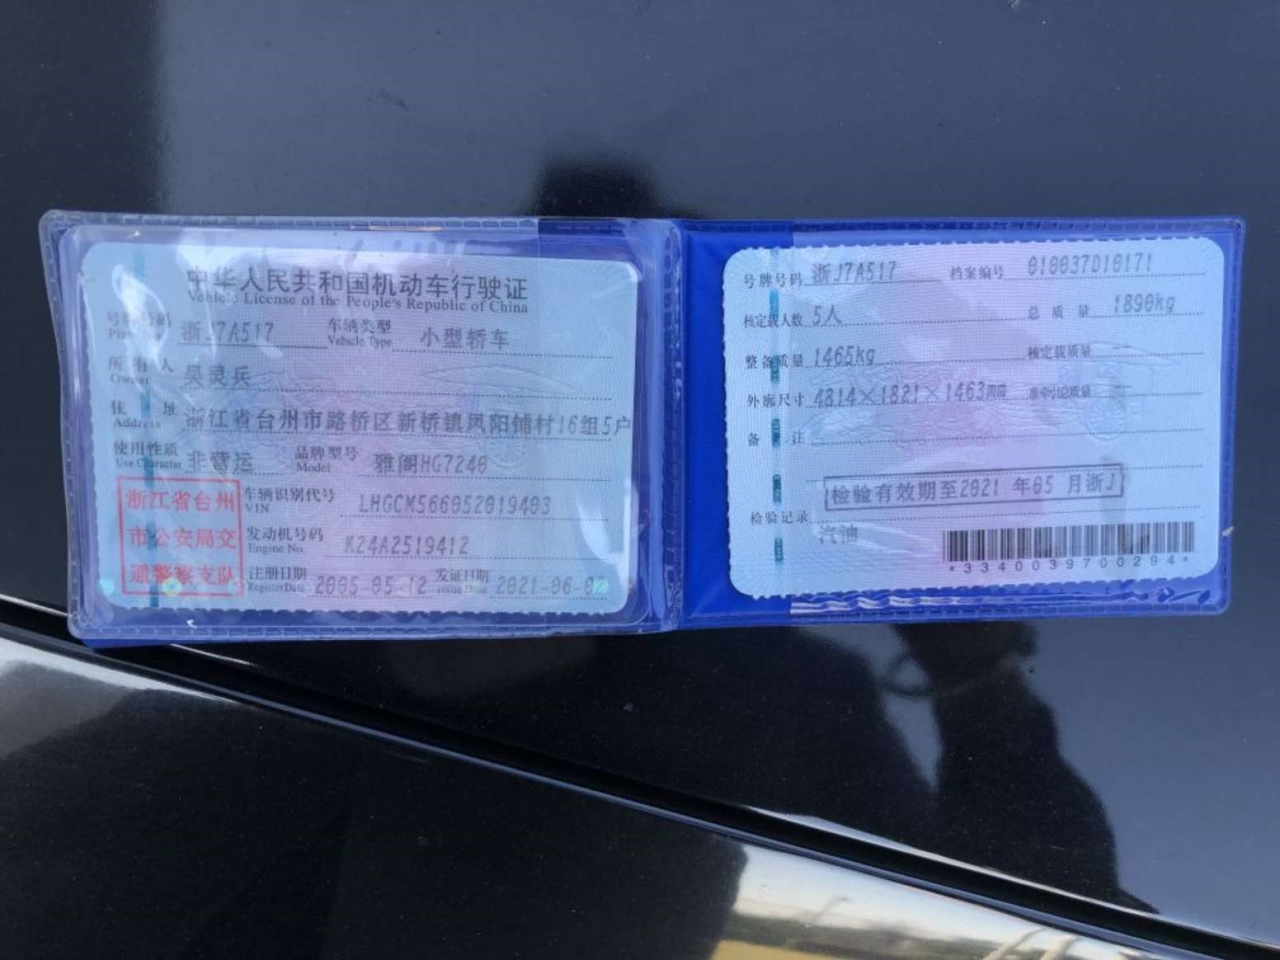 中华人民共和国机动车行驶证
Vehicle License of the People's Republic of China
号牌号码 浙J7A517 车辆类型 小型轿车
Vehicle Type
所有人 吴灵兵
Owner
住址 浙江省台州市路桥区新桥镇凤阳铺村16组5户
Address
使用性质 非营运 品牌型号 雅阁HG7240
Use Character Model
浙江省台州
市公安局交
通警察支队
车辆识别代号 LHGCM566052019403
VIN
发动机号码 K24A2519412
Engine No.
注册日期 2005-05-12 发证日期 2021-06-02
Register Date Issue Date
号牌号码 浙J7A517 档案编号 010037010171
核定载人数 5人 总质量 1890kg
整备质量 1465kg 核定载质量
外廓尺寸 4814×1821×1463 准牵引总质量
备注
检验有效期至2021 年05 月浙J
检验记录
汽油
*3340039700294*